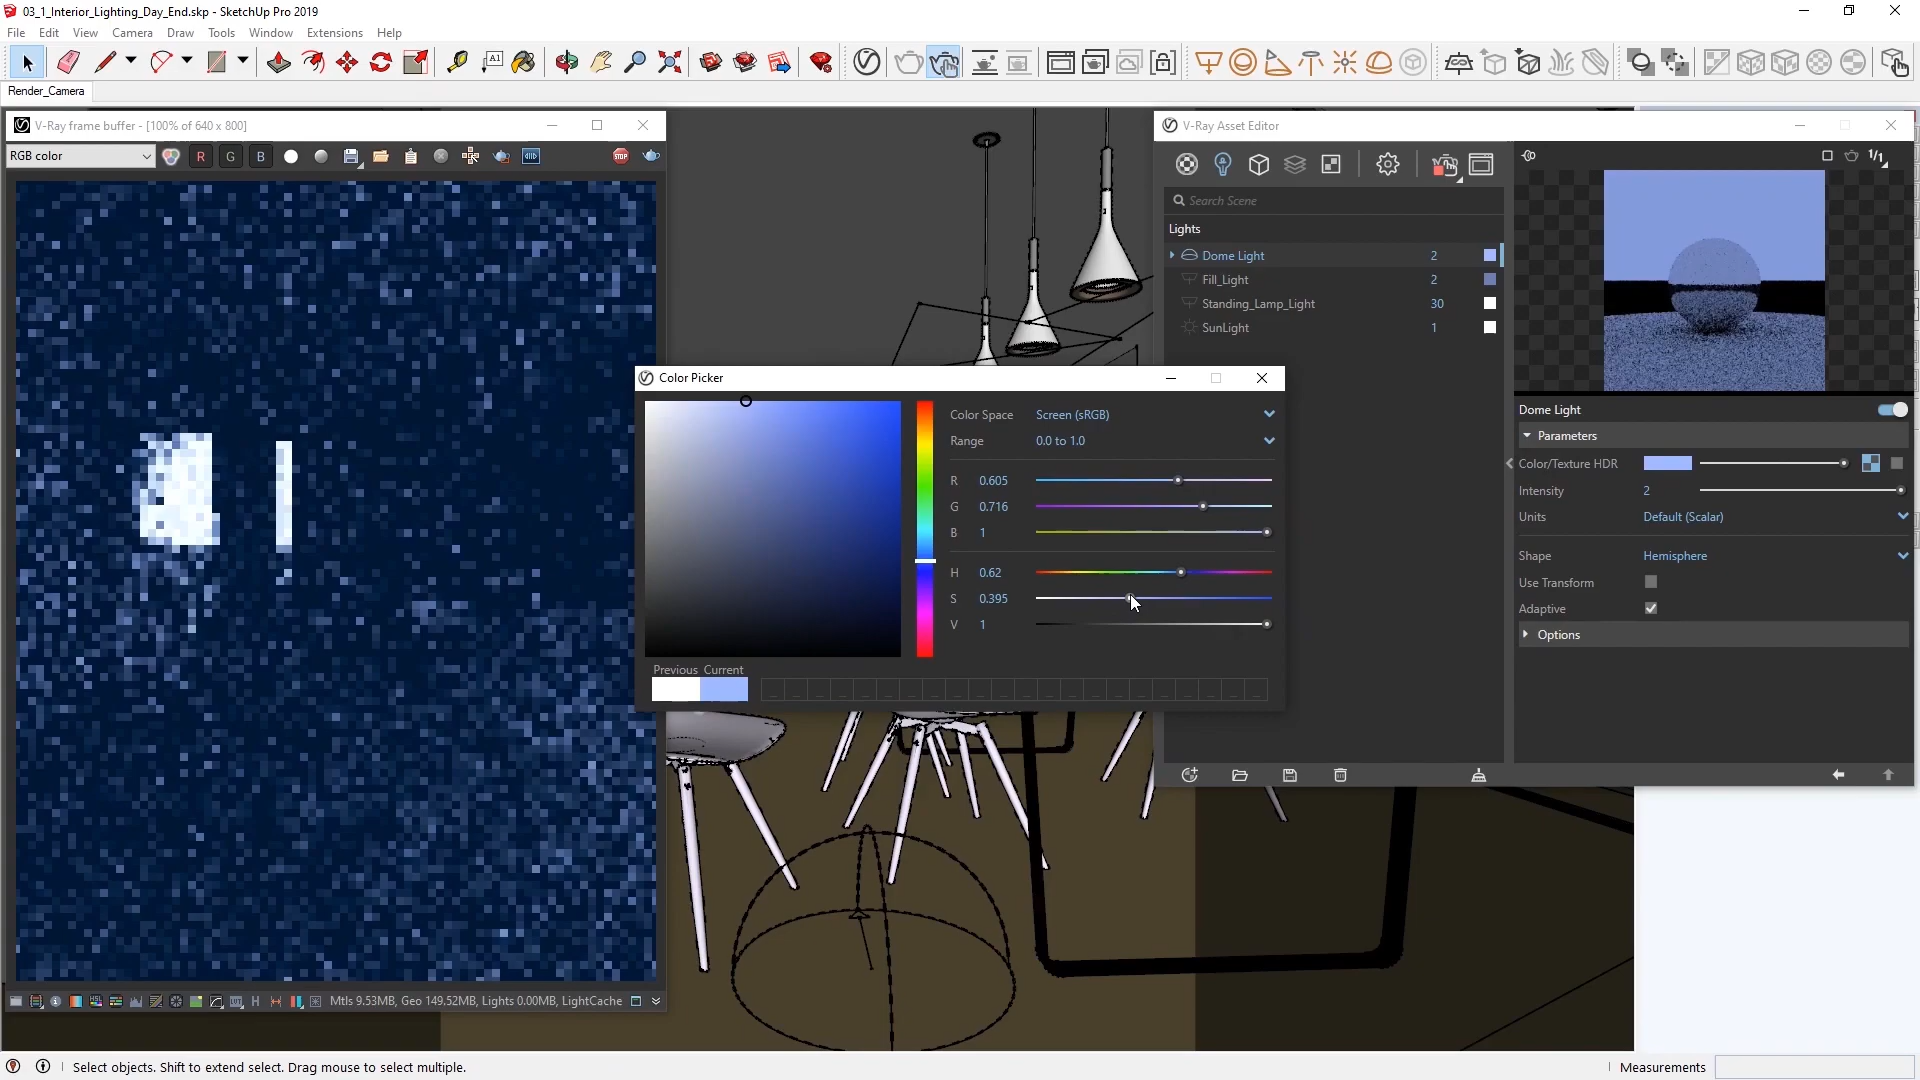 03_1_Interior_Lighting_Day_End.skp - SketchUp Pro 2019
File Edit View Camera Draw Tools Window Extensions Help
A1
Render_Camera
V-Ray frame buffer - [100% of 640 x 800]
RGB color
R G B
STOP
V-Ray Asset Editor
1/1
Search Scene
Lights
Dome Light 2
Fill_Light 2
Standing_Lamp_Light 30
SunLight 1
Color Picker
Color Space Screen (sRGB)
Range 0.0 to 1.0
R 0.605
G 0.716
B 1
H 0.62
S 0.395
V 1
Previous Current
Dome Light
Parameters
Color/Texture HDR
Intensity 2
Units Default (Scalar)
Shape Hemisphere
Use Transform
Adaptive
Options
Mtls 9.53MB, Geo 149.52MB, Lights 0.00MB, LightCache
Select objects. Shift to extend select. Drag mouse to select multiple.
Measurements